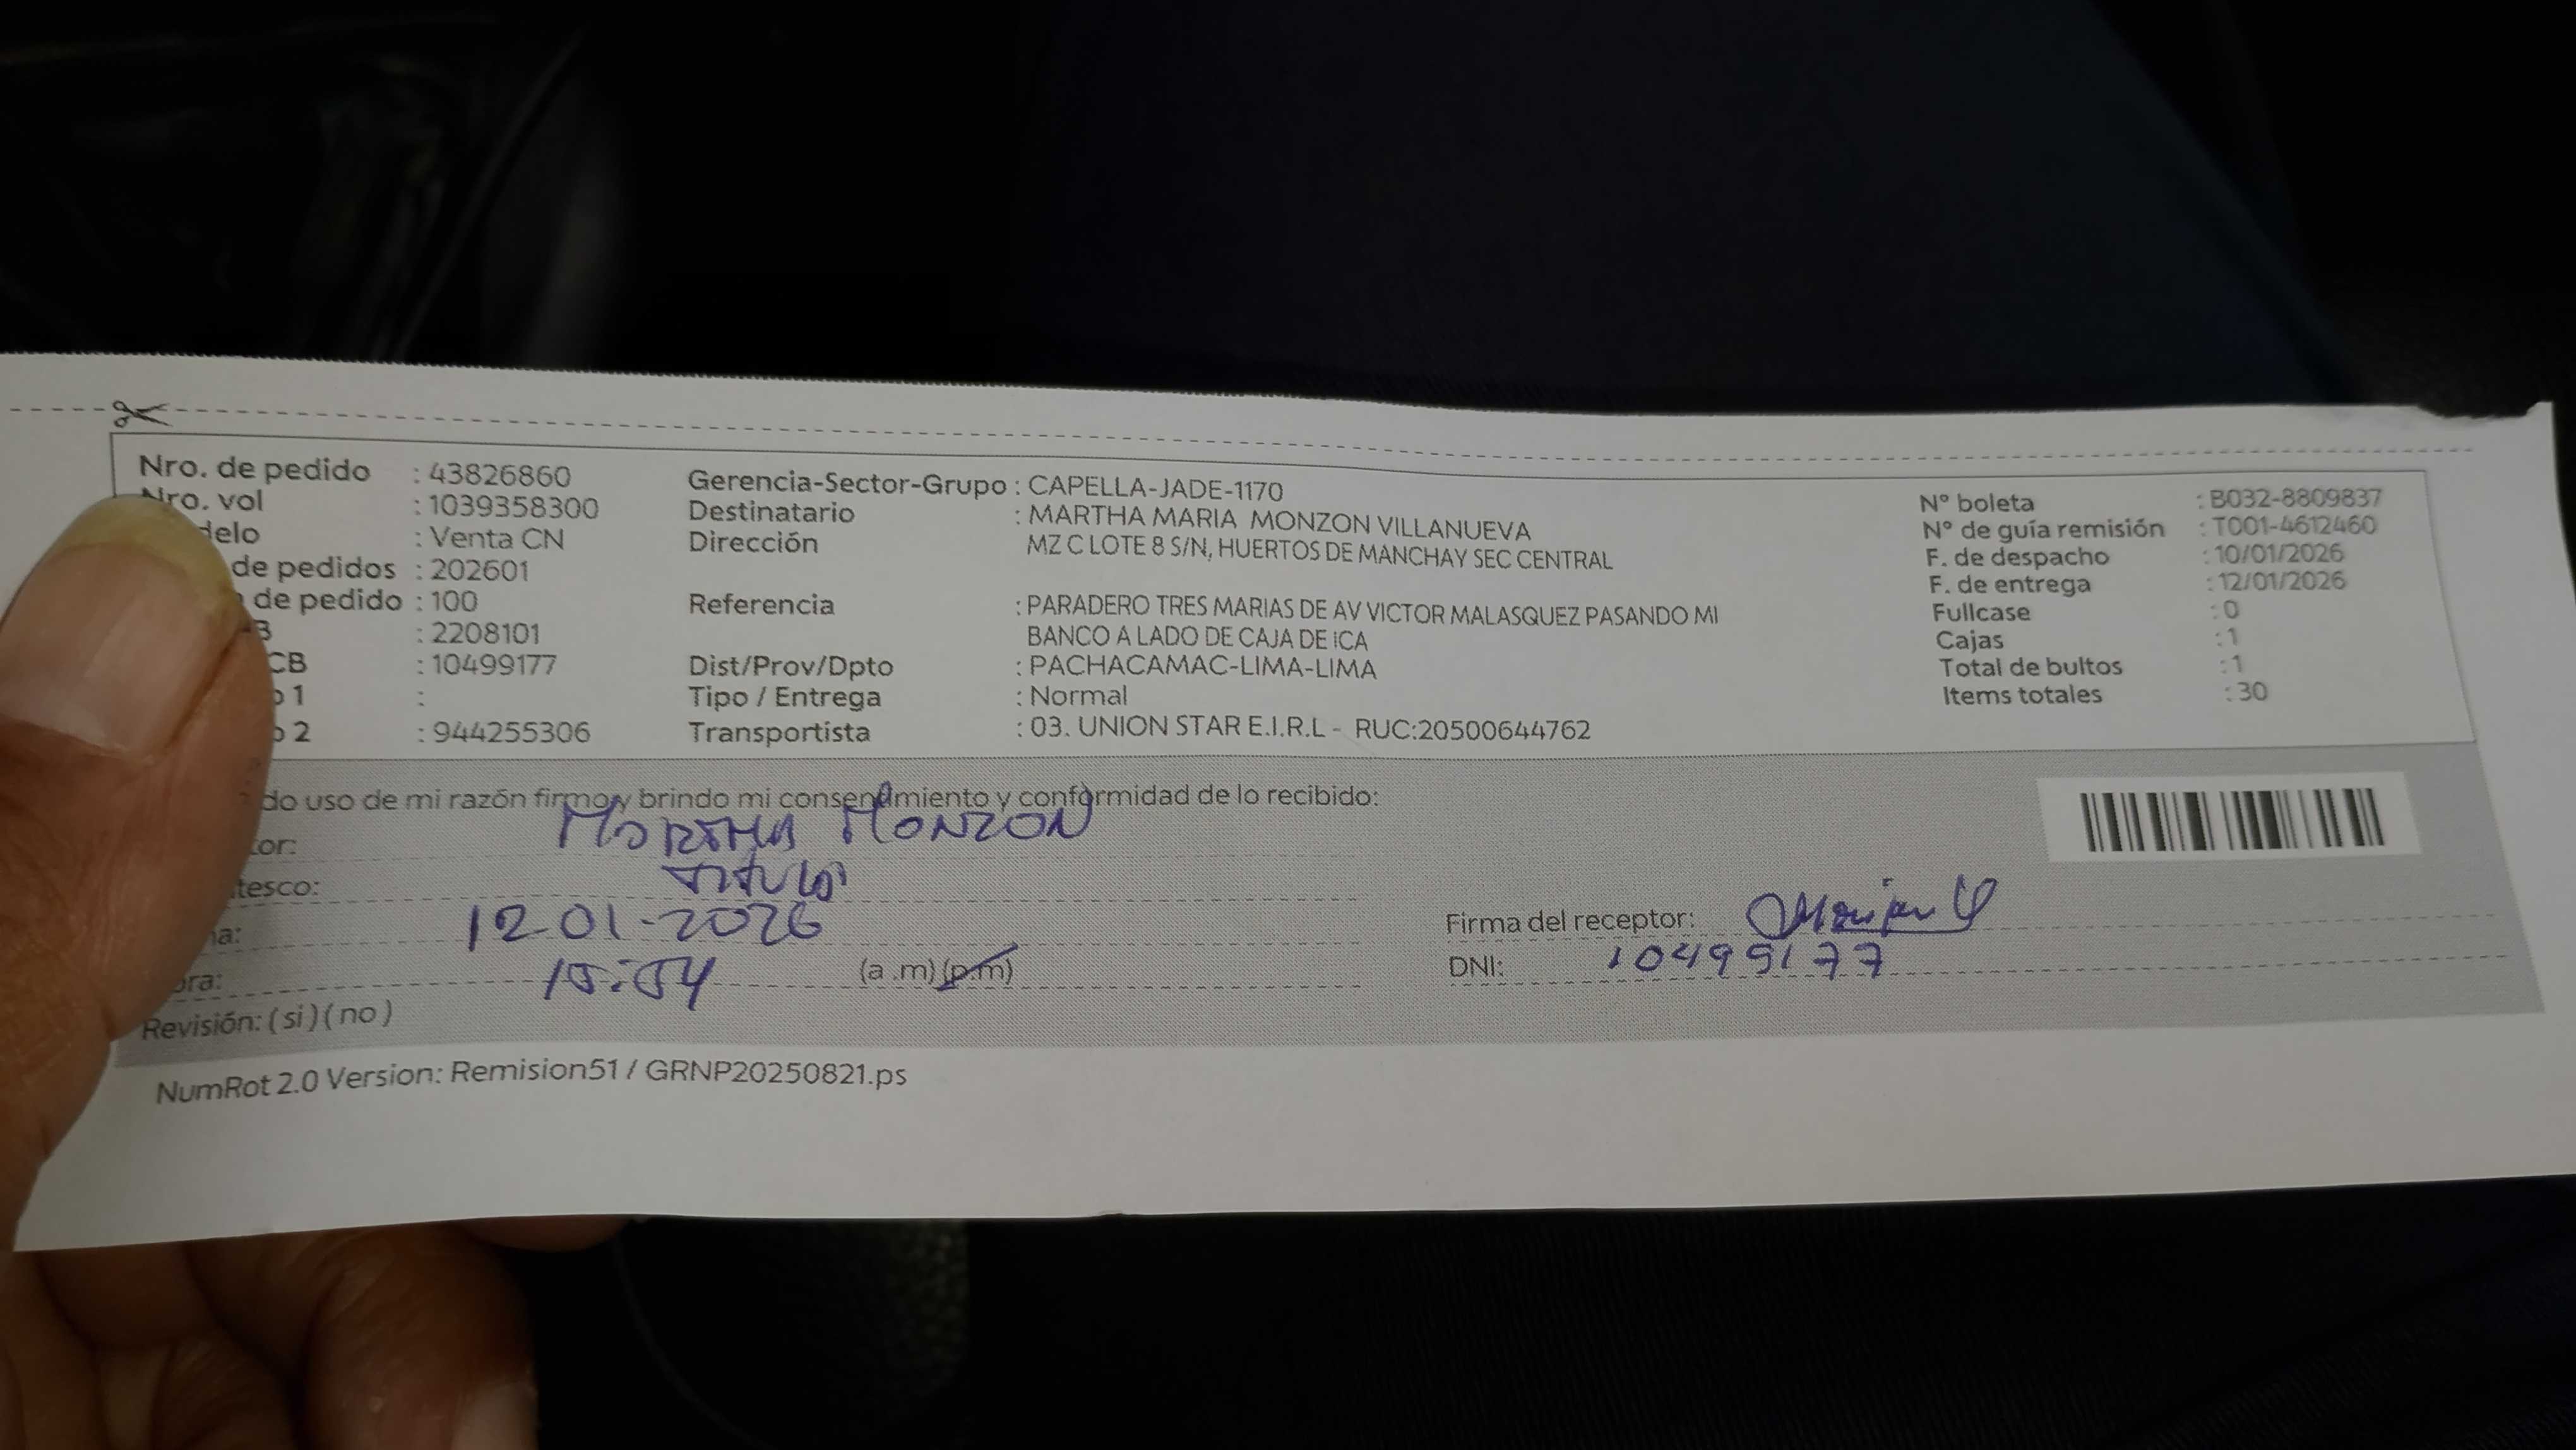 Nro. de pedido : 43826860
Nro. vol : 1039358300
delo : Venta CN
de pedidos : 202601
de pedido : 100
B : 2208101
CB : 10499177
o 1 :
o 2 : 944255306
Gerencia-Sector-Grupo : CAPELLA-JADE-1170
Destinatario : MARTHA MARIA MONZON VILLANUEVA
Dirección MZ C LOTE 8 S/N, HUERTOS DE MANCHAY SEC CENTRAL
Referencia : PARADERO TRES MARIAS DE AV VICTOR MALASQUEZ PASANDO MI
BANCO A LADO DE CAJA DE ICA
Dist/Prov/Dpto : PACHACAMAC-LIMA-LIMA
Tipo / Entrega : Normal
Transportista : 03. UNION STAR E.I.R.L - RUC:20500644762
N° boleta : B032-8809837
N° de guía remisión : T001-4612460
F. de despacho : 10/01/2026
F. de entrega : 12/01/2026
Fullcase : 0
Cajas : 1
Total de bultos : 1
Items totales : 30
do uso de mi razón firmo y brindo mi consentimiento y conformidad de lo recibido:
tor: MARTHA MONZON
tesco: TITULAR
na: 12-01-2026
ora: 15:54 (a .m) (p.m)
Revisión: ( si ) ( no )
Firma del receptor:
DNI: 10499177
NumRot 2.0 Version: Remision51 / GRNP20250821.ps